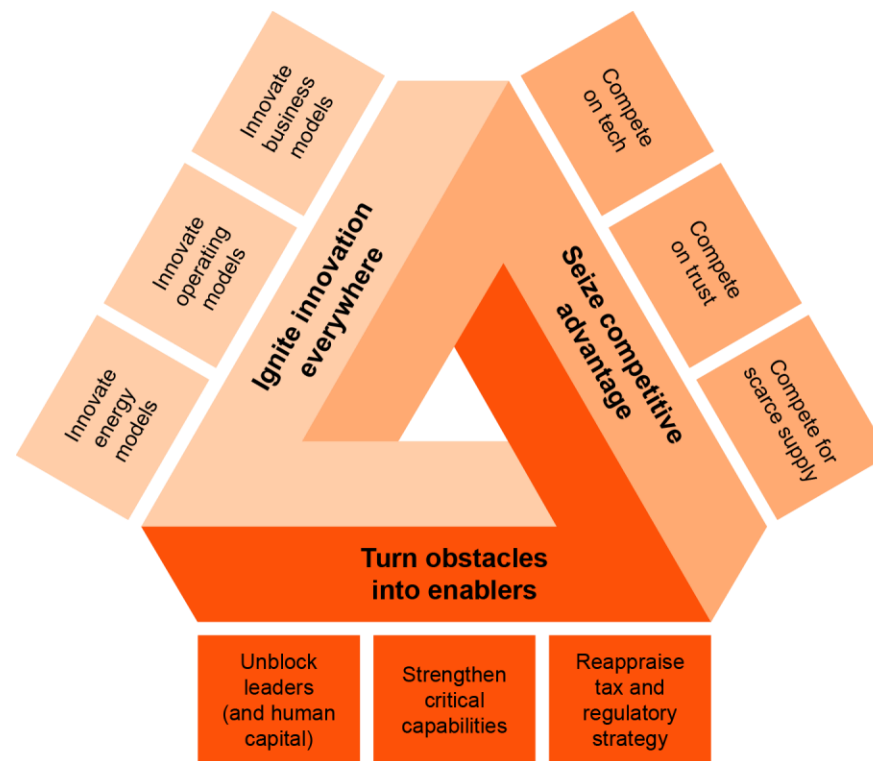 Innovate
business
models
Innovate
operating
models
Innovate
energy
models
Ignite innovation
everywhere
Compete
on tech
Compete
on trust
Compete for
scarce supply
Seize competitive
advantage
Turn obstacles
into enablers
Unblock
leaders
(and human
capital)
Strengthen
critical
capabilities
Reappraise
tax and
regulatory
strategy